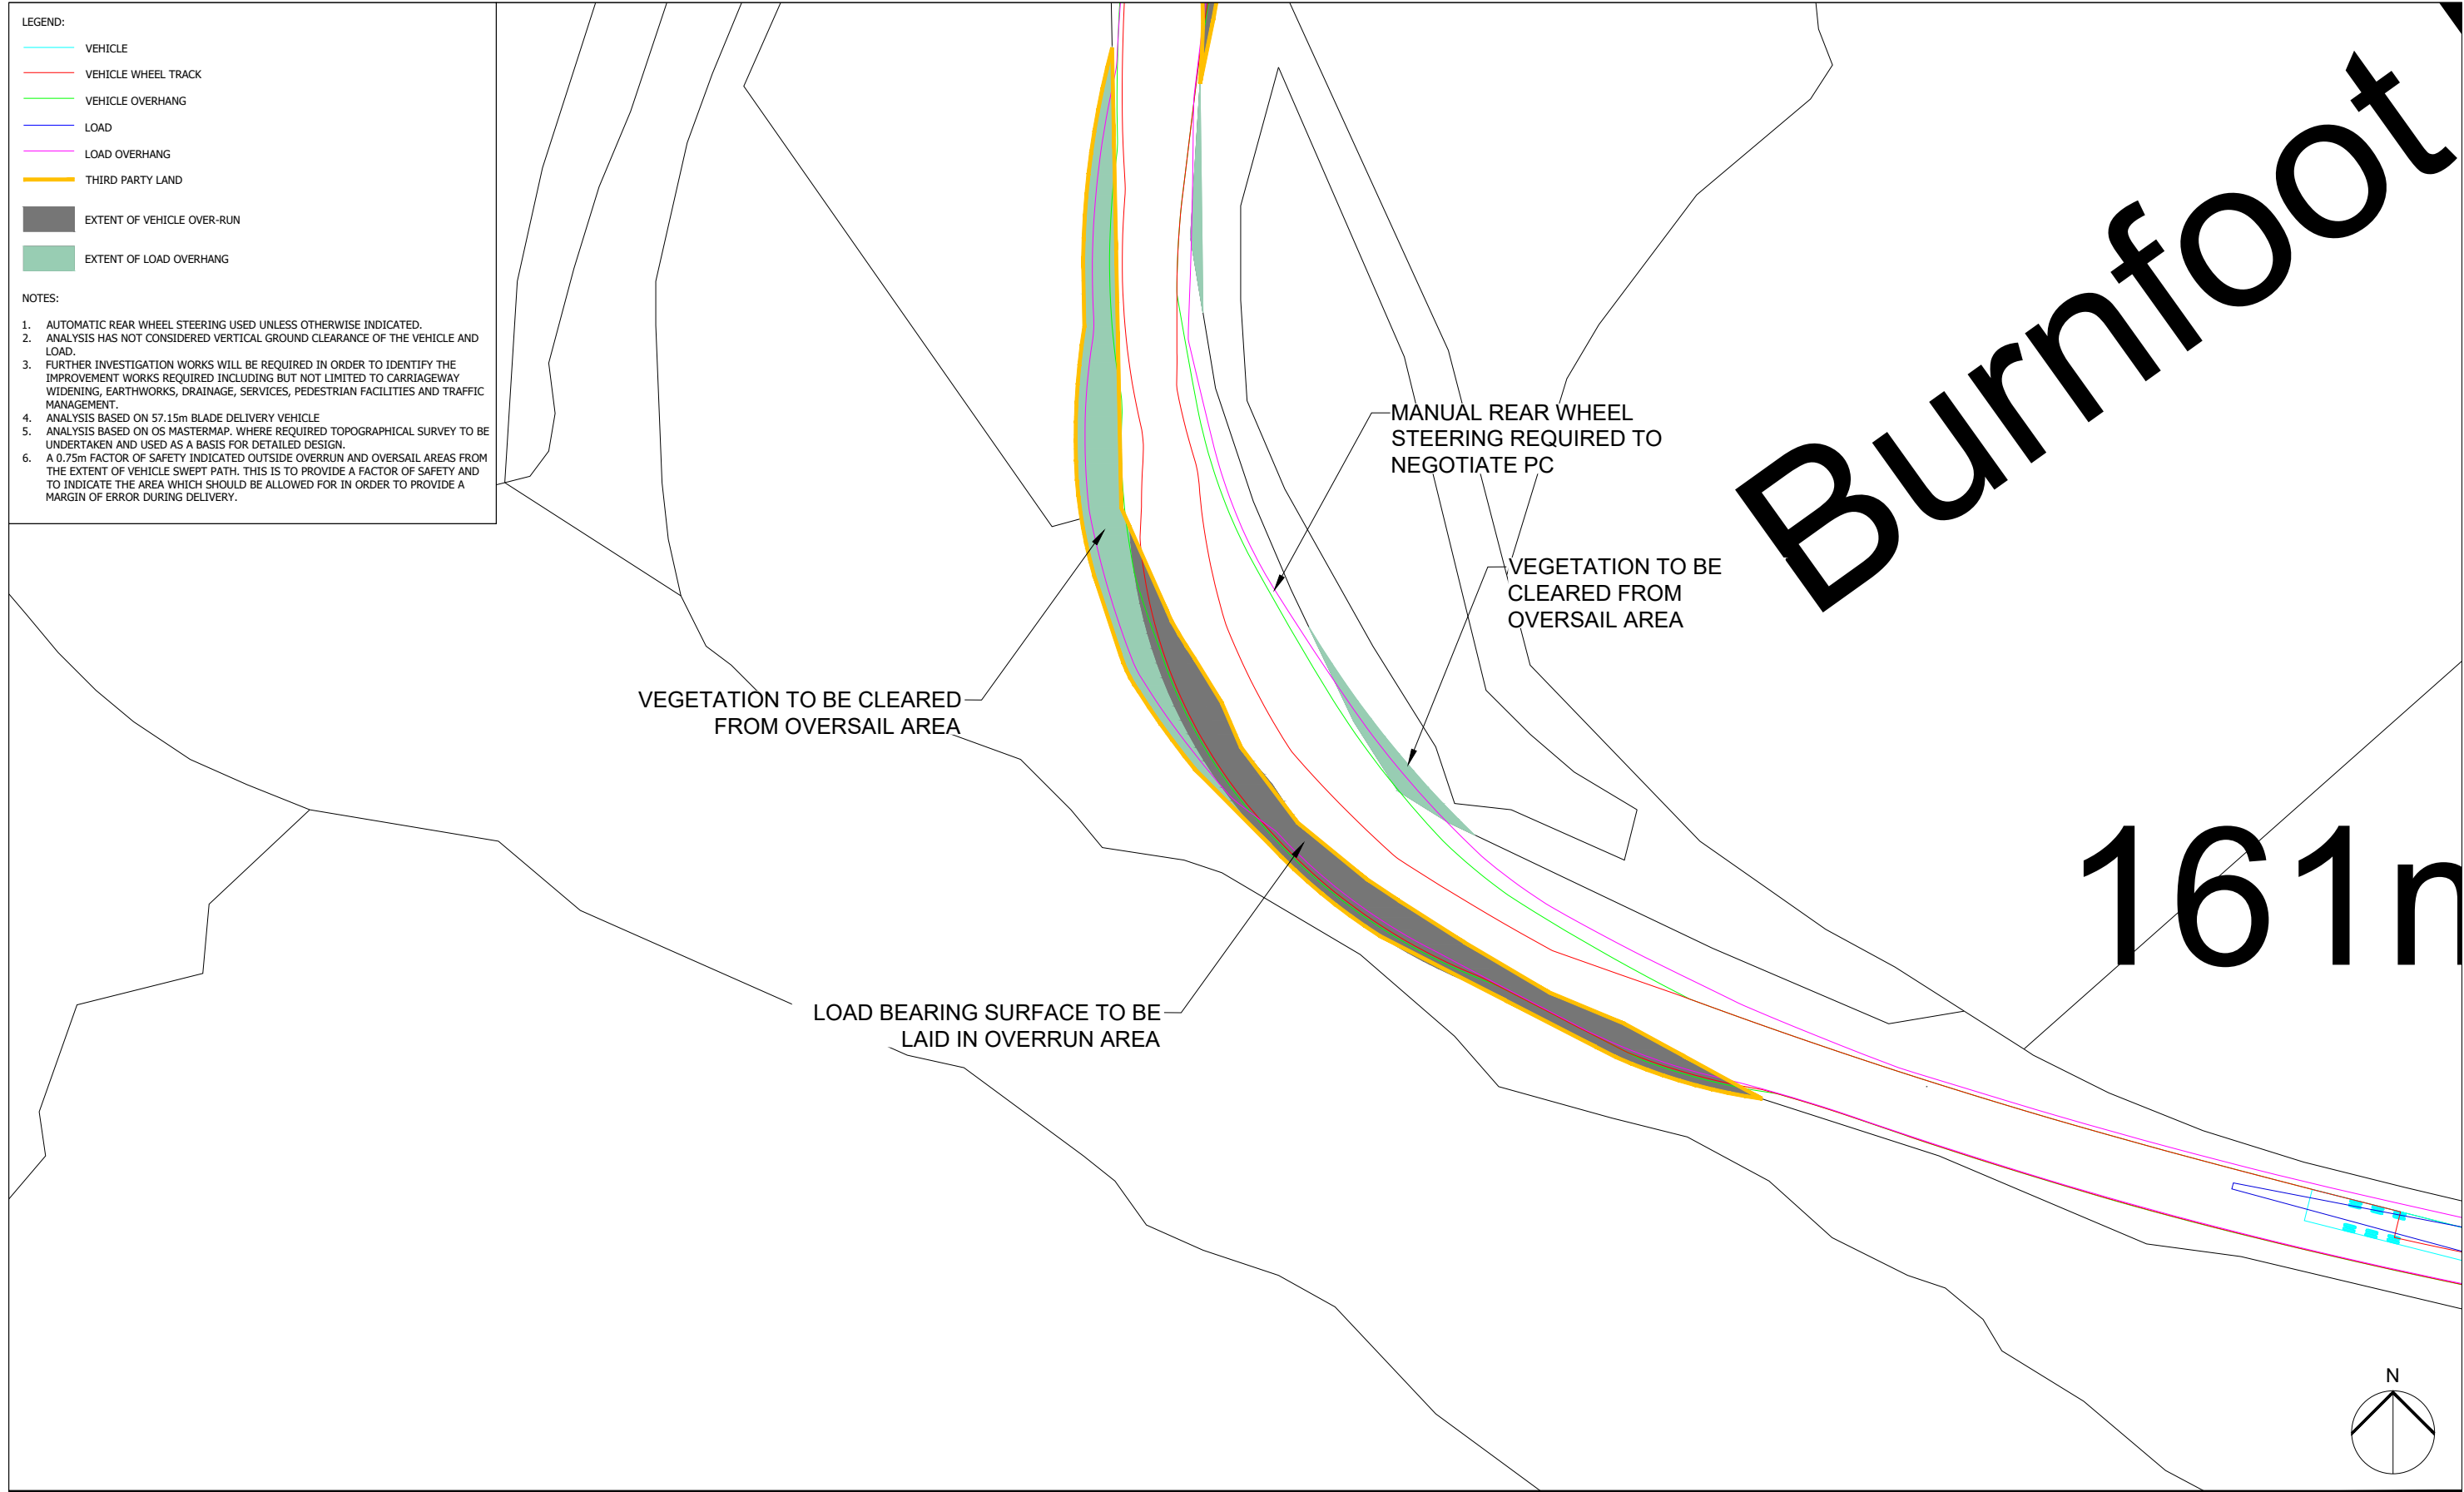 LEGEND:
VEHICLE
VEHICLE WHEEL TRACK
VEHICLE OVERHANG
LOAD
LOAD OVERHANG
THIRD PARTY LAND
EXTENT OF VEHICLE OVER-RUN
EXTENT OF LOAD OVERHANG
NOTES:
1. AUTOMATIC REAR WHEEL STEERING USED UNLESS OTHERWISE INDICATED.
2. ANALYSIS HAS NOT CONSIDERED VERTICAL GROUND CLEARANCE OF THE VEHICLE AND
LOAD.
3. FURTHER INVESTIGATION WORKS WILL BE REQUIRED IN ORDER TO IDENTIFY THE
IMPROVEMENT WORKS REQUIRED INCLUDING BUT NOT LIMITED TO CARRIAGEWAY
WIDENING, EARTHWORKS, DRAINAGE, SERVICES, PEDESTRIAN FACILITIES AND TRAFFIC
MANAGEMENT.
4. ANALYSIS BASED ON 57.15m BLADE DELIVERY VEHICLE
5. ANALYSIS BASED ON OS MASTERMAP. WHERE REQUIRED TOPOGRAPHICAL SURVEY TO BE
UNDERTAKEN AND USED AS A BASIS FOR DETAILED DESIGN.
6. A 0.75m FACTOR OF SAFETY INDICATED OUTSIDE OVERRUN AND OVERSAIL AREAS FROM
THE EXTENT OF VEHICLE SWEPT PATH. THIS IS TO PROVIDE A FACTOR OF SAFETY AND
TO INDICATE THE AREA WHICH SHOULD BE ALLOWED FOR IN ORDER TO PROVIDE A
MARGIN OF ERROR DURING DELIVERY.
Burnfoot
MANUAL REAR WHEEL
STEERING REQUIRED TO
NEGOTIATE PC
VEGETATION TO BE
CLEARED FROM
OVERSAIL AREA
VEGETATION TO BE CLEARED
FROM OVERSAIL AREA
161m
LOAD BEARING SURFACE TO BE
LAID IN OVERRUN AREA
N